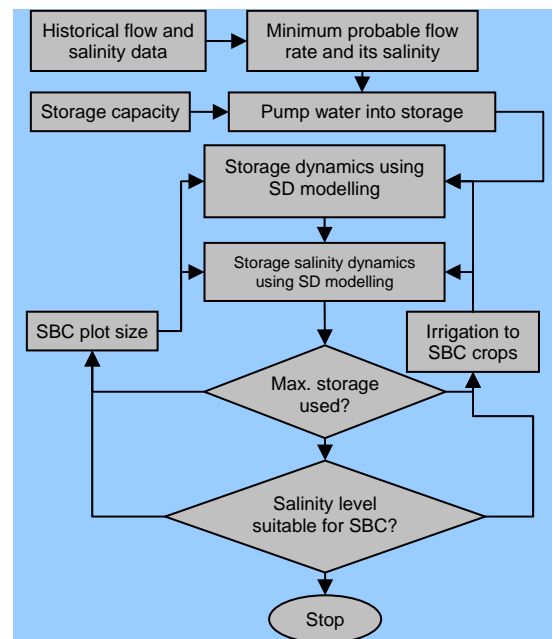 Historical flow and
salinity data
Minimum probable flow
rate and its salinity
Storage capacity
Pump water into storage
Storage dynamics using
SD modelling
Storage salinity dynamics
using SD modelling
SBC plot size
Irrigation to
SBC crops
Max. storage
used?
Salinity level
suitable for SBC?
Stop